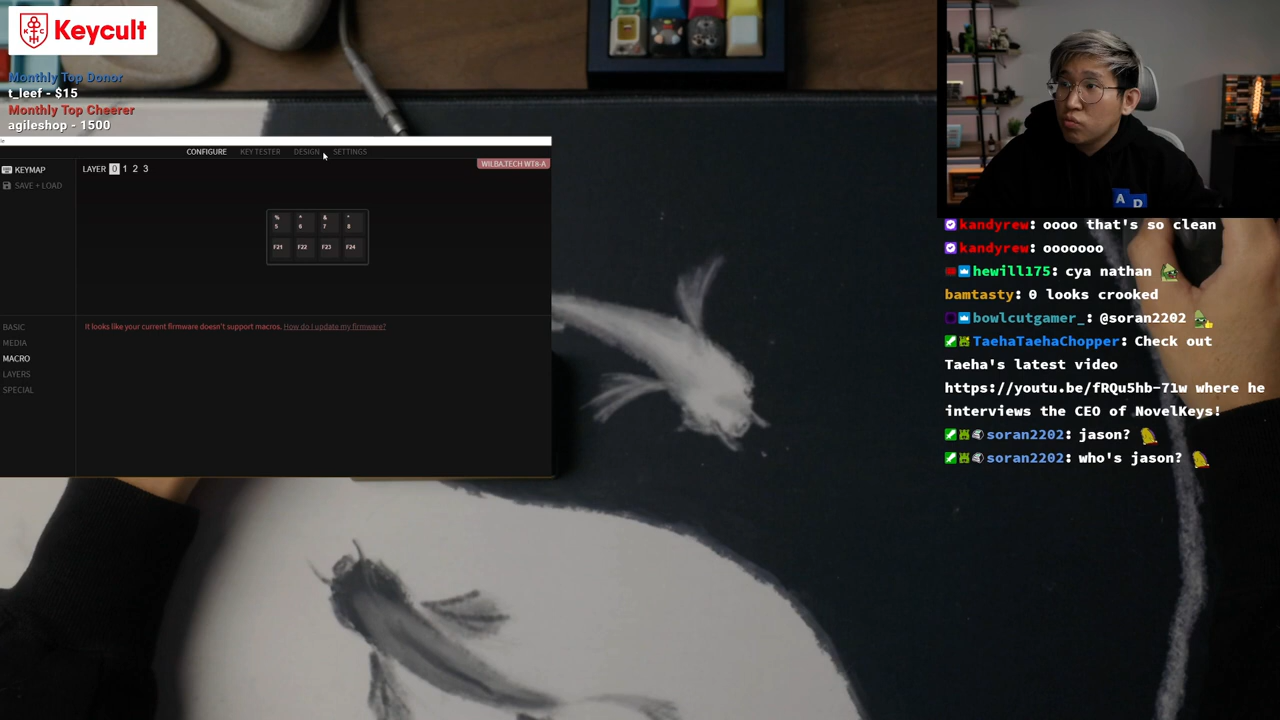 Keycult
Monthly Top Donor
t_leef - $15
Monthly Top Cheerer
agileshop - 1500
CONFIGURE KEY TESTER DESIGN SETTINGS
KEYMAP
LAYER 0 1 2 3
WILBA.TECH WT8-A
SAVE + LOAD
% ^ & *
5 6 7 8
F21 F22 F23 F24
BASIC
It looks like your current firmware doesn't support macros. How do I update my firmware?
MEDIA
MACRO
LAYERS
SPECIAL
A D
kandyrew: oooo that's so clean
kandyrew: ooooooo
hewill175: cya nathan
bamtasty: 0 looks crooked
bowlcutgamer_: @soran2202
TaehaTaehaChopper: Check out
Taeha's latest video
https://youtu.be/fRQu5hb-71w where he
interviews the CEO of NovelKeys!
soran2202: jason?
soran2202: who's jason?